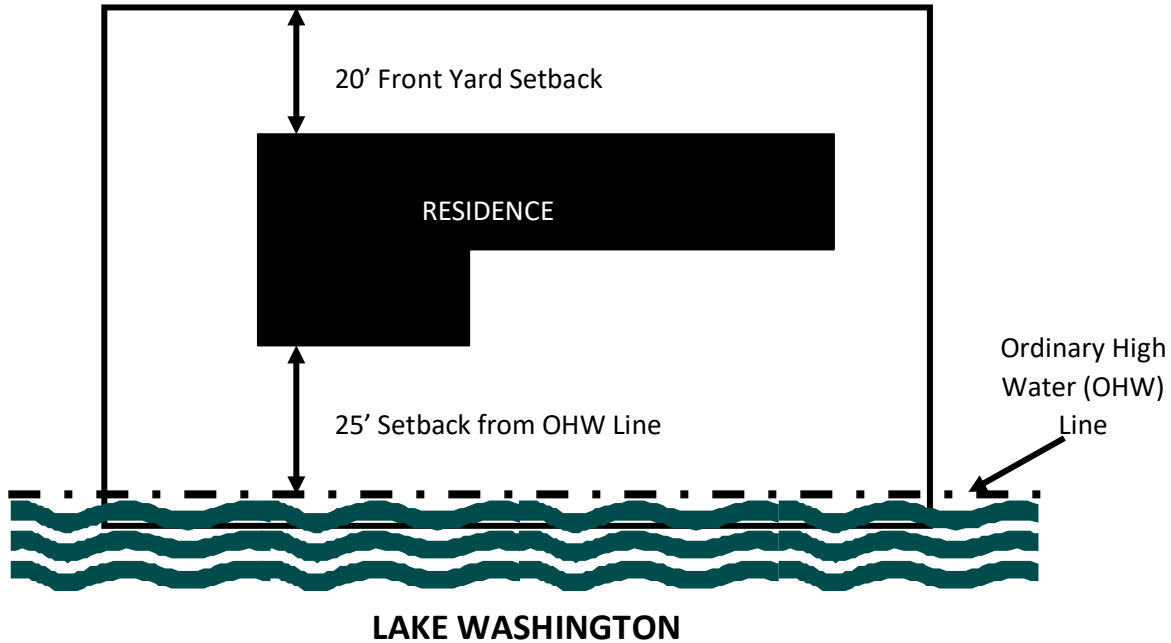 20’ Front Yard Setback
RESIDENCE
Ordinary High
Water (OHW)
Line
25’ Setback from OHW Line
LAKE WASHINGTON